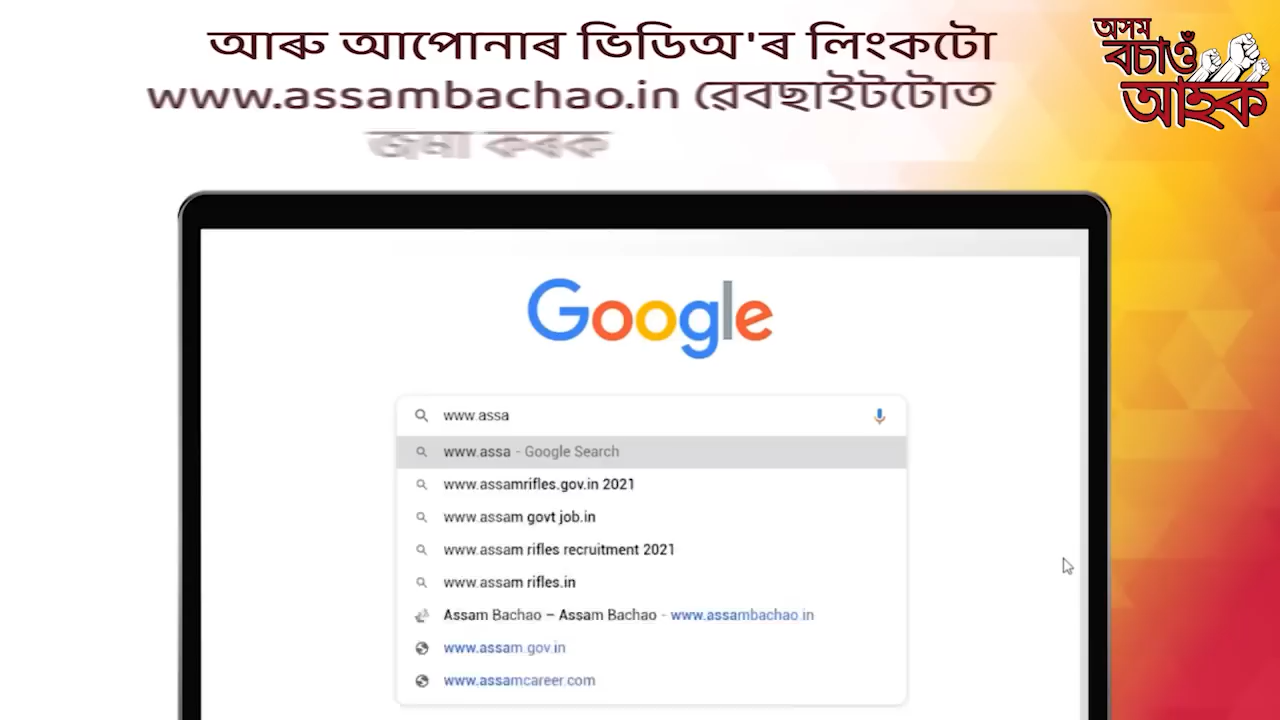 আৰু আপোনাৰ ভিডিঅ'ৰ লিংকটো
www.assambachao.in ৱেবছাইটটোত
জমা কৰক
অসম
বচাওঁ
আহক
Google
www.assa
www.assa - Google Search
www.assamrifles.gov.in 2021
www.assam govt job.in
www.assam rifles recruitment 2021
www.assam rifles.in
Assam Bachao – Assam Bachao - www.assambachao.in
www.assam.gov.in
www.assamcareer.com